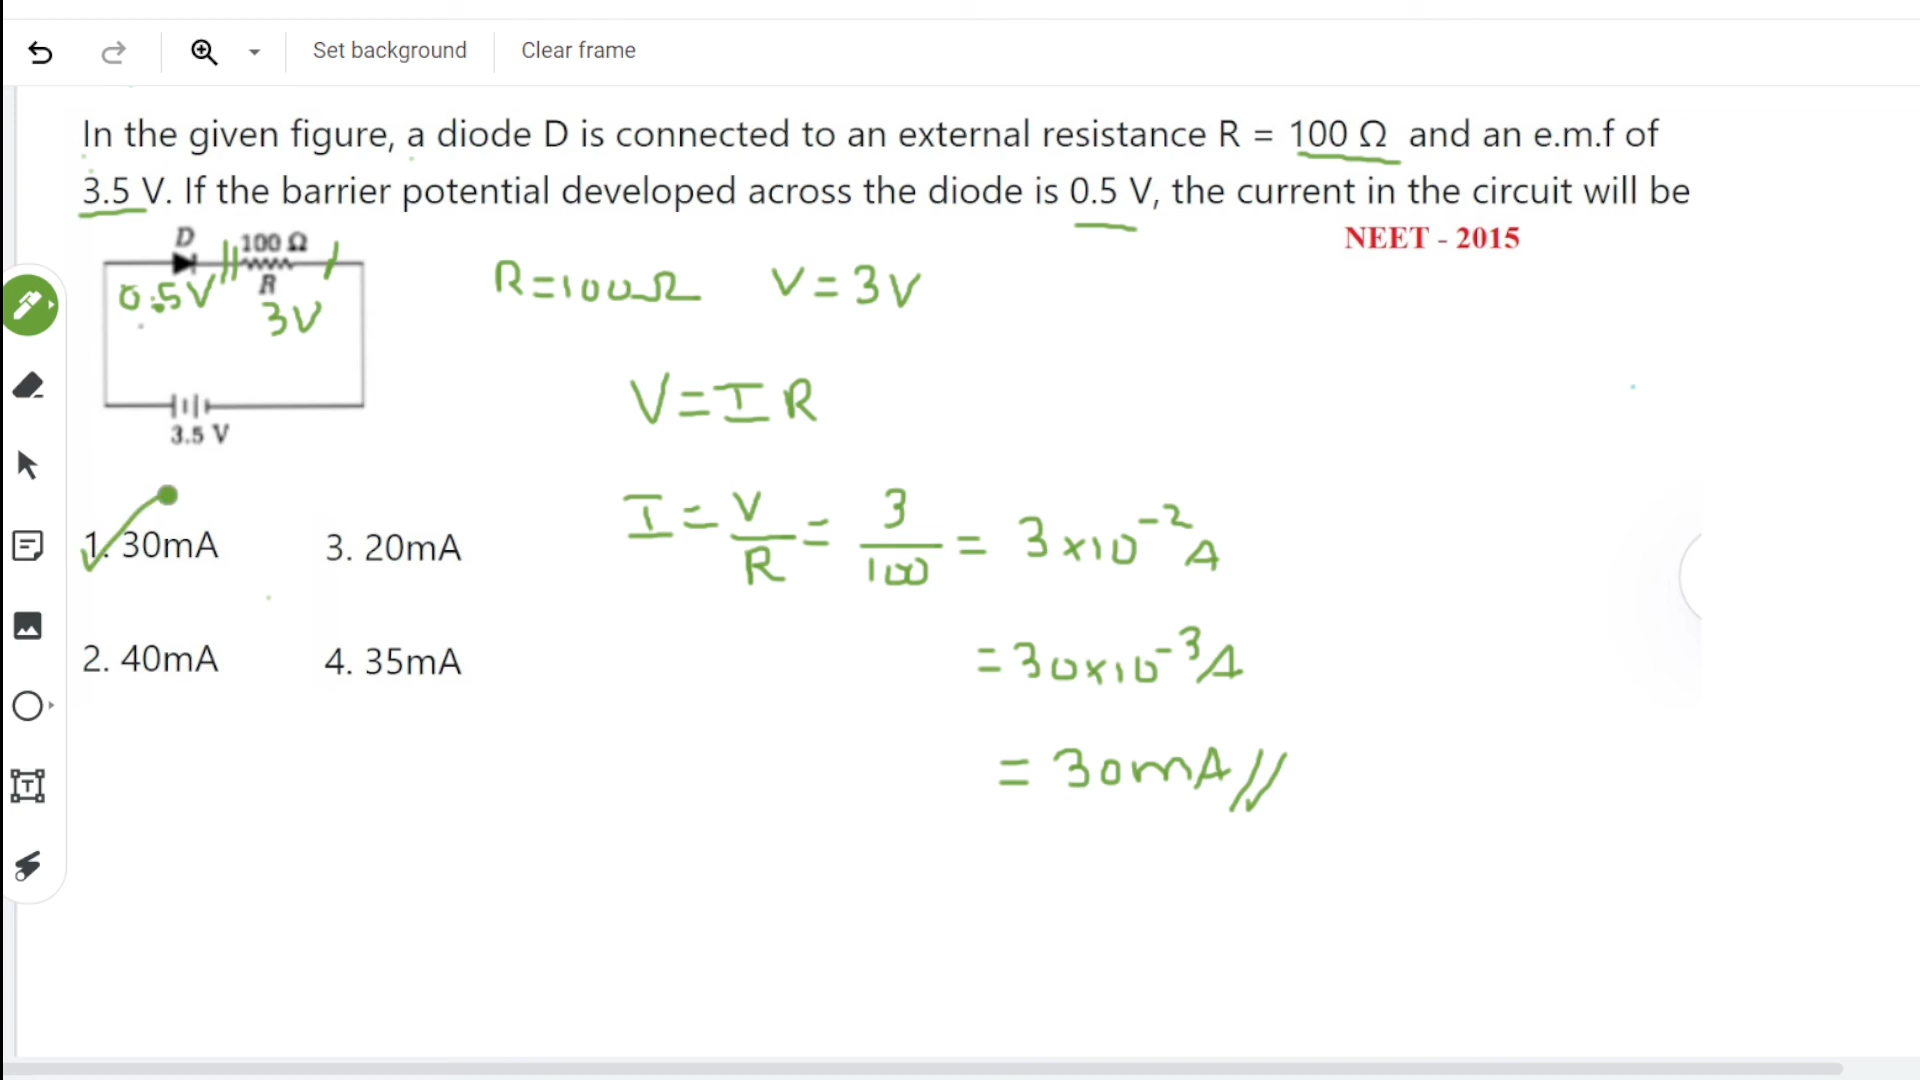 Set background Clear frame
In the given figure, a diode D is connected to an external resistance R = 100 Ω and an e.m.f of
3.5 V. If the barrier potential developed across the diode is 0.5 V, the current in the circuit will be
NEET - 2015
D 100 Ω
0.5V R
3V
3.5 V
R=100Ω V=3V
V=IR
I = V/R = 3/100 = 3×10⁻²A
=30×10⁻³A
= 30mA//
1. 30mA 3. 20mA
2. 40mA 4. 35mA